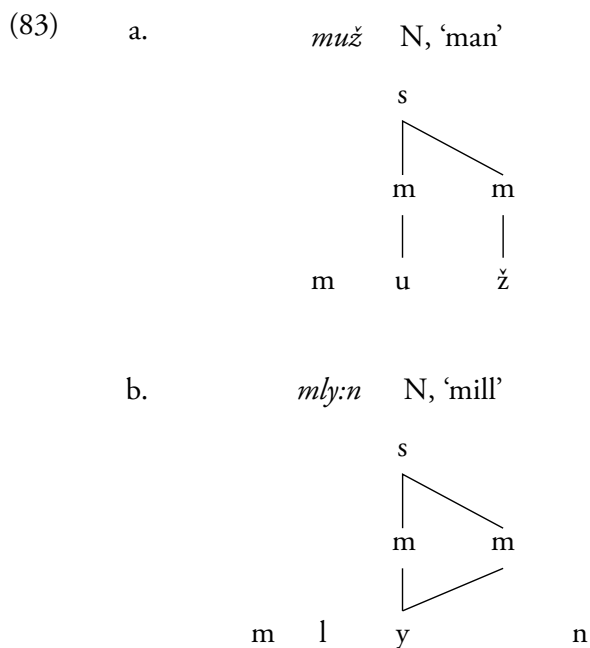 (83) a. muž N, ‘man’
s
m m
m u ž
b. mly:n N, ‘mill’
s
m m
m l y n